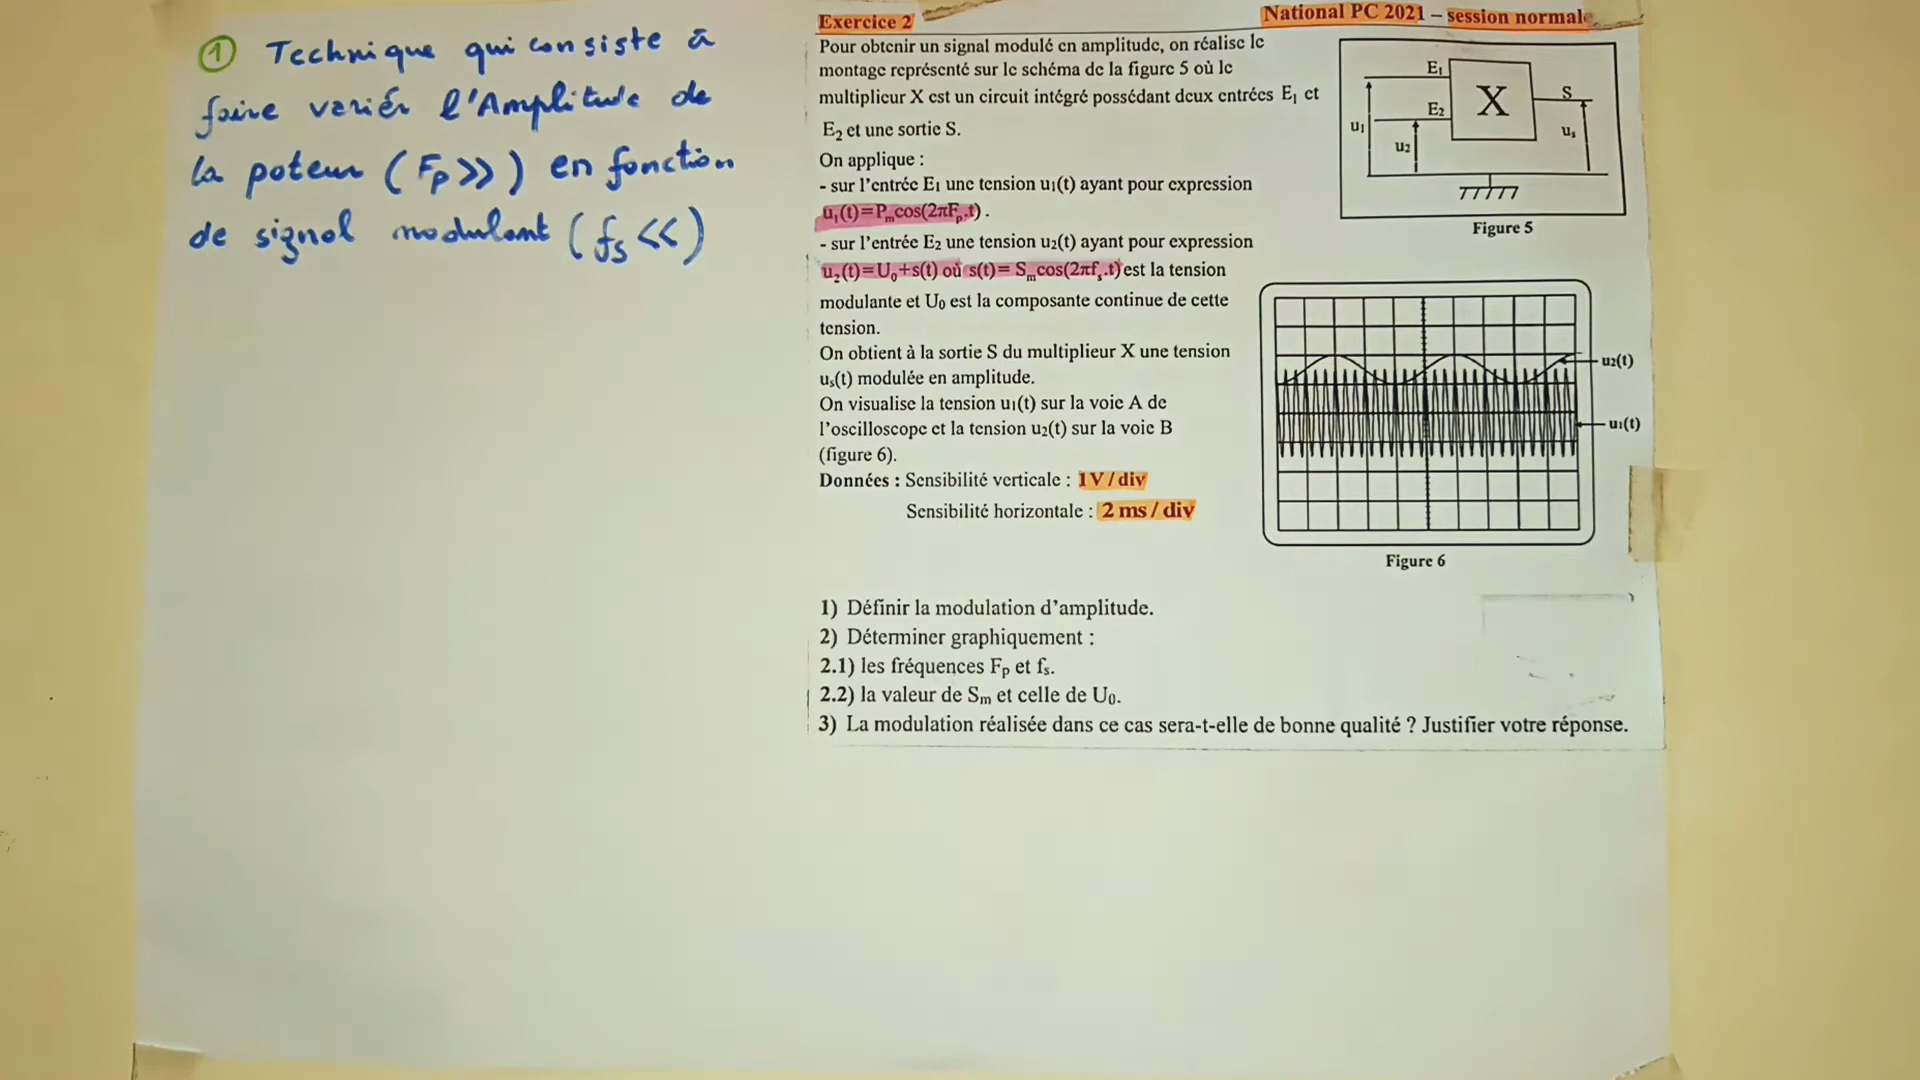 ① Technique qui consiste à
faire variér l'Amplitude de
la poteur (Fp>>) en fonction
de signal modulant (fs <<)
Exercice 2
National PC 2021 – session normale
Pour obtenir un signal modulé en amplitude, on réalise le
montage représenté sur le schéma de la figure 5 où le
multiplieur X est un circuit intégré possédant deux entrées E₁ et
E₂ et une sortie S.
On applique :
- sur l'entrée E₁ une tension u₁(t) ayant pour expression
u₁(t)=Pₘcos(2πFₚ.t) .
- sur l'entrée E₂ une tension u₂(t) ayant pour expression
u₂(t)=U₀+s(t) où s(t)= Sₘcos(2πfₛ.t) est la tension
modulante et U₀ est la composante continue de cette
tension.
On obtient à la sortie S du multiplieur X une tension
uₛ(t) modulée en amplitude.
On visualise la tension u₁(t) sur la voie A de
l'oscilloscope et la tension u₂(t) sur la voie B
(figure 6).
Données : Sensibilité verticale : 1V/div
Sensibilité horizontale : 2 ms / div
E₁
E₂
X
S
u₁
u₂
uₛ
Figure 5
u₂(t)
u₁(t)
Figure 6
1) Définir la modulation d'amplitude.
2) Déterminer graphiquement :
2.1) les fréquences Fₚ et fₛ.
2.2) la valeur de Sₘ et celle de U₀.
3) La modulation réalisée dans ce cas sera-t-elle de bonne qualité ? Justifier votre réponse.